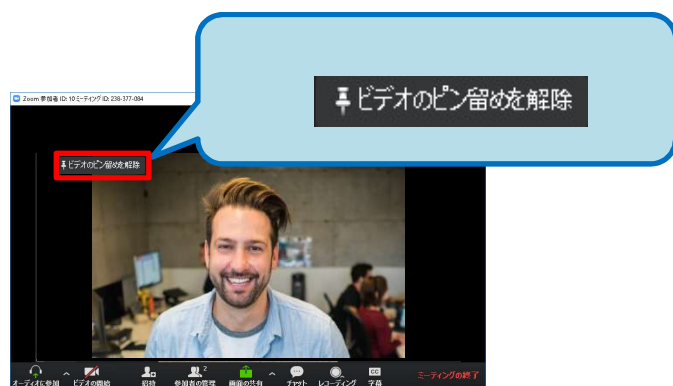 ビデオのピン留めを解除
Zoom 参加者 ID: 10 ミーティング ID: 238-377-084
ビデオのピン留めを解除
オーディオに参加 ビデオの開始 招待 参加者の管理 2 画面の共有 チャット レコーディング CC 字幕 ミーティングの終了